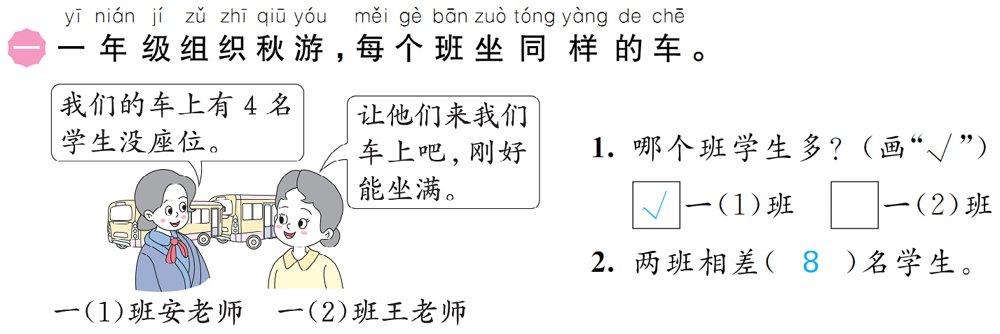 yī nián jí zǔ zhī qiū yóu měi gè bān zuò tóng yàng de chē
一 一年级组织秋游，每个班坐同样的车。
我们的车上有4名
学生没座位。
让他们来我们
车上吧，刚好
能坐满。
一(1)班安老师 一(2)班王老师
1. 哪个班学生多？(画“√”)
√ 一(1)班 一(2)班
2. 两班相差( 8 )名学生。